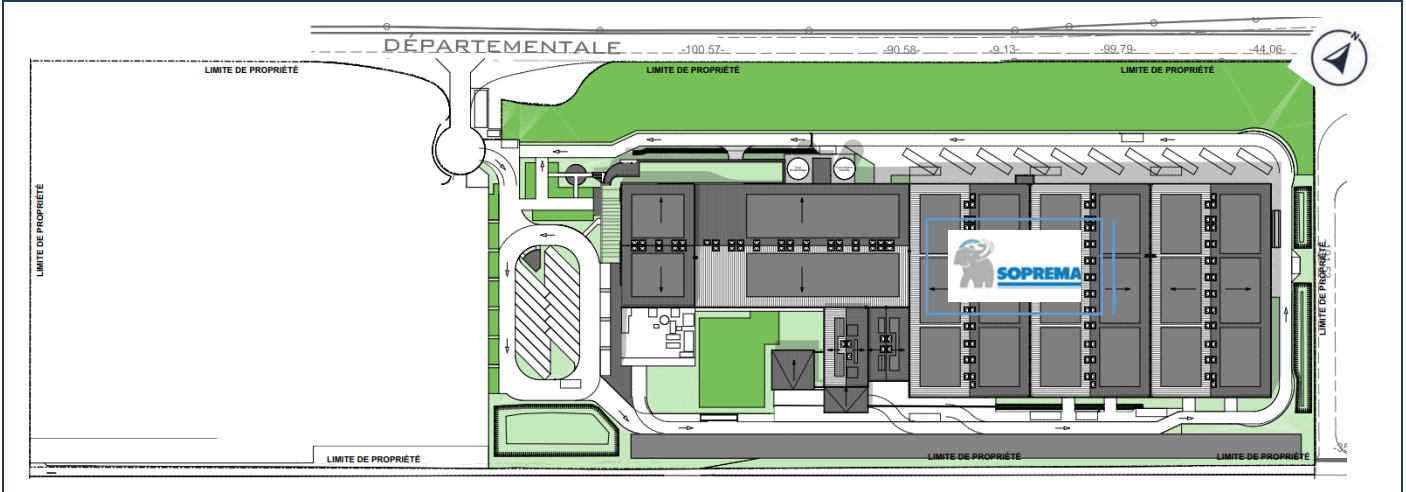 N
DÉPARTEMENTALE -100.57- -90.58- -9.13- -99.79- -44.06-
LIMITE DE PROPRIÉTÉ LIMITE DE PROPRIÉTÉ LIMITE DE PROPRIÉTÉ
LIMITE DE PROPRIÉTÉ
SOPREMA
LIMITE DE PROPRIÉTÉ
LIMITE DE PROPRIÉTÉ LIMITE DE PROPRIÉTÉ LIMITE DE PROPRIÉTÉ